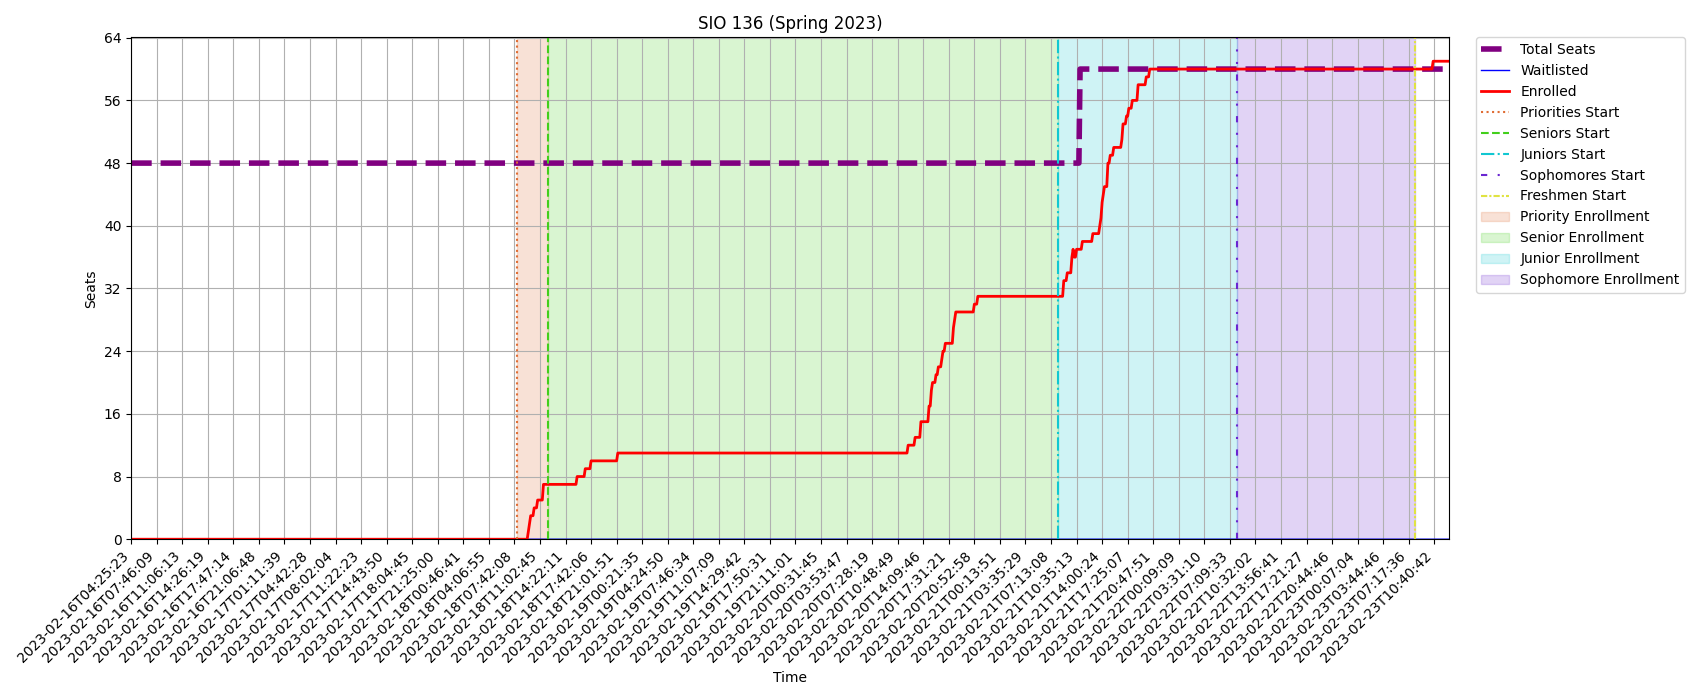 SIO 136 (Spring 2023)
64
56
48
40
32
24
16
8
0
Seats
2023-02-16T04:25:23
2023-02-16T07:46:09
2023-02-16T11:06:13
2023-02-16T14:26:19
2023-02-16T17:47:14
2023-02-16T21:06:48
2023-02-17T01:11:39
2023-02-17T04:42:28
2023-02-17T08:02:04
2023-02-17T11:22:23
2023-02-17T14:43:50
2023-02-17T18:04:45
2023-02-17T21:25:00
2023-02-18T00:46:41
2023-02-18T04:06:55
2023-02-18T07:42:08
2023-02-18T11:02:45
2023-02-18T14:22:11
2023-02-18T17:42:06
2023-02-18T21:01:51
2023-02-19T00:21:35
2023-02-19T04:24:50
2023-02-19T07:46:34
2023-02-19T11:07:09
2023-02-19T14:29:42
2023-02-19T17:50:31
2023-02-19T21:11:01
2023-02-20T00:31:45
2023-02-20T03:53:47
2023-02-20T07:28:19
2023-02-20T10:48:49
2023-02-20T14:09:46
2023-02-20T17:31:21
2023-02-20T20:52:58
2023-02-21T00:13:51
2023-02-21T03:35:29
2023-02-21T07:13:08
2023-02-21T10:35:13
2023-02-21T14:00:24
2023-02-21T17:25:07
2023-02-21T20:47:51
2023-02-22T00:09:09
2023-02-22T03:31:10
2023-02-22T07:09:33
2023-02-22T10:32:02
2023-02-22T13:56:41
2023-02-22T17:21:27
2023-02-22T20:44:46
2023-02-23T00:07:04
2023-02-23T03:44:46
2023-02-23T07:17:36
2023-02-23T10:40:42
Time
Total Seats
Waitlisted
Enrolled
Priorities Start
Seniors Start
Juniors Start
Sophomores Start
Freshmen Start
Priority Enrollment
Senior Enrollment
Junior Enrollment
Sophomore Enrollment